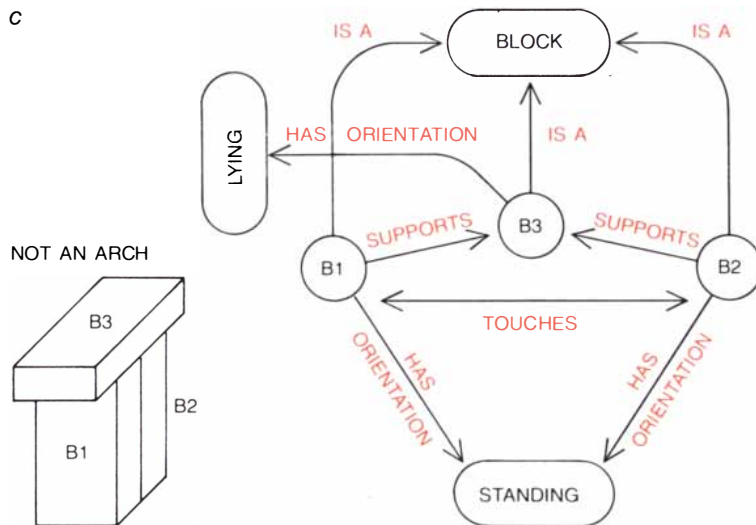 C
IS A
BLOCK
IS A
LYING
HAS ORIENTATION
IS A
SUPPORTS
B3
SUPPORTS
B1
B2
TOUCHES
HAS
ORIENTATION
HAS
ORIENTATION
STANDING
NOT AN ARCH
B3
B2
B1